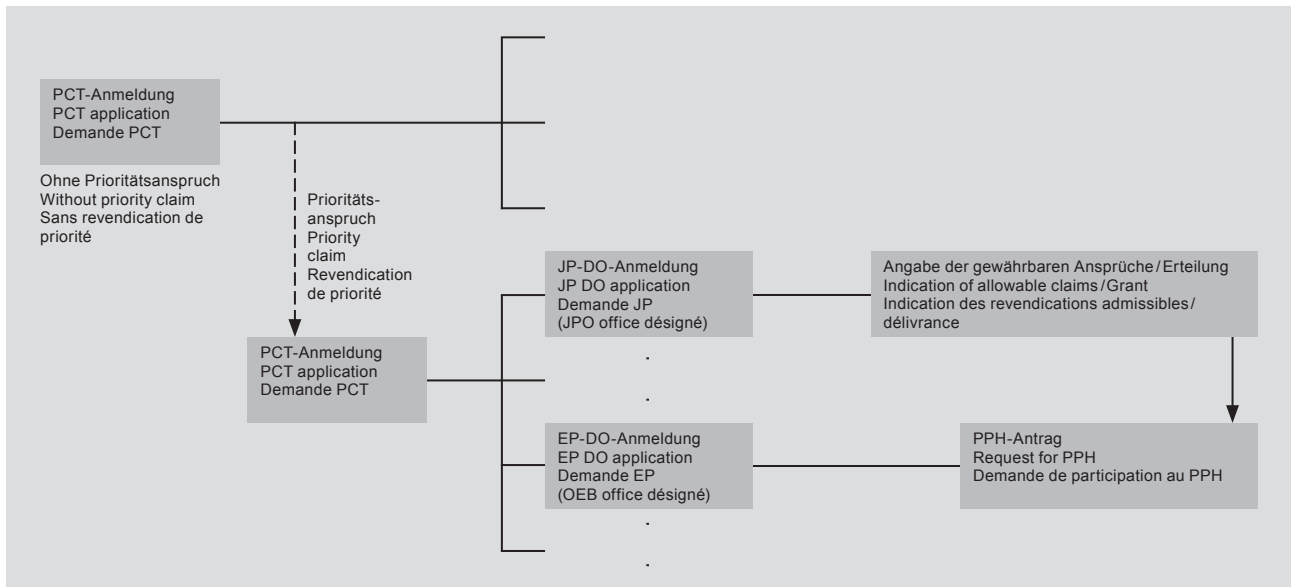 PCT-Anmeldung
PCT application
Demande PCT
Ohne Prioritätsanspruch
Without priority claim
Sans revendication de
priorité
Prioritäts-
anspruch
Priority
claim
Revendication
de priorité
JP-DO-Anmeldung
JP DO application
Demande JP
(JPO office désigné)
Angabe der gewährbaren Ansprüche/Erteilung
Indication of allowable claims/Grant
Indication des revendications admissibles/
délivrance
PCT-Anmeldung
PCT application
Demande PCT
.
.
EP-DO-Anmeldung
EP DO application
Demande EP
(OEB office désigné)
PPH-Antrag
Request for PPH
Demande de participation au PPH
.
.